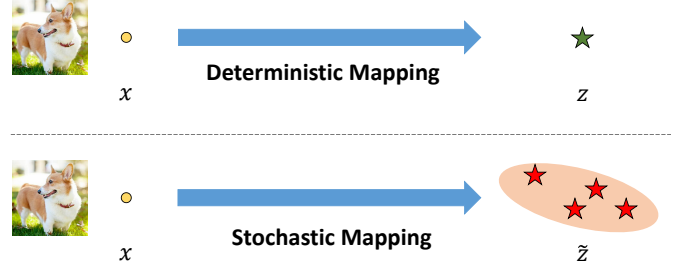 Deterministic Mapping
x
z
x
Stochastic Mapping
z̃